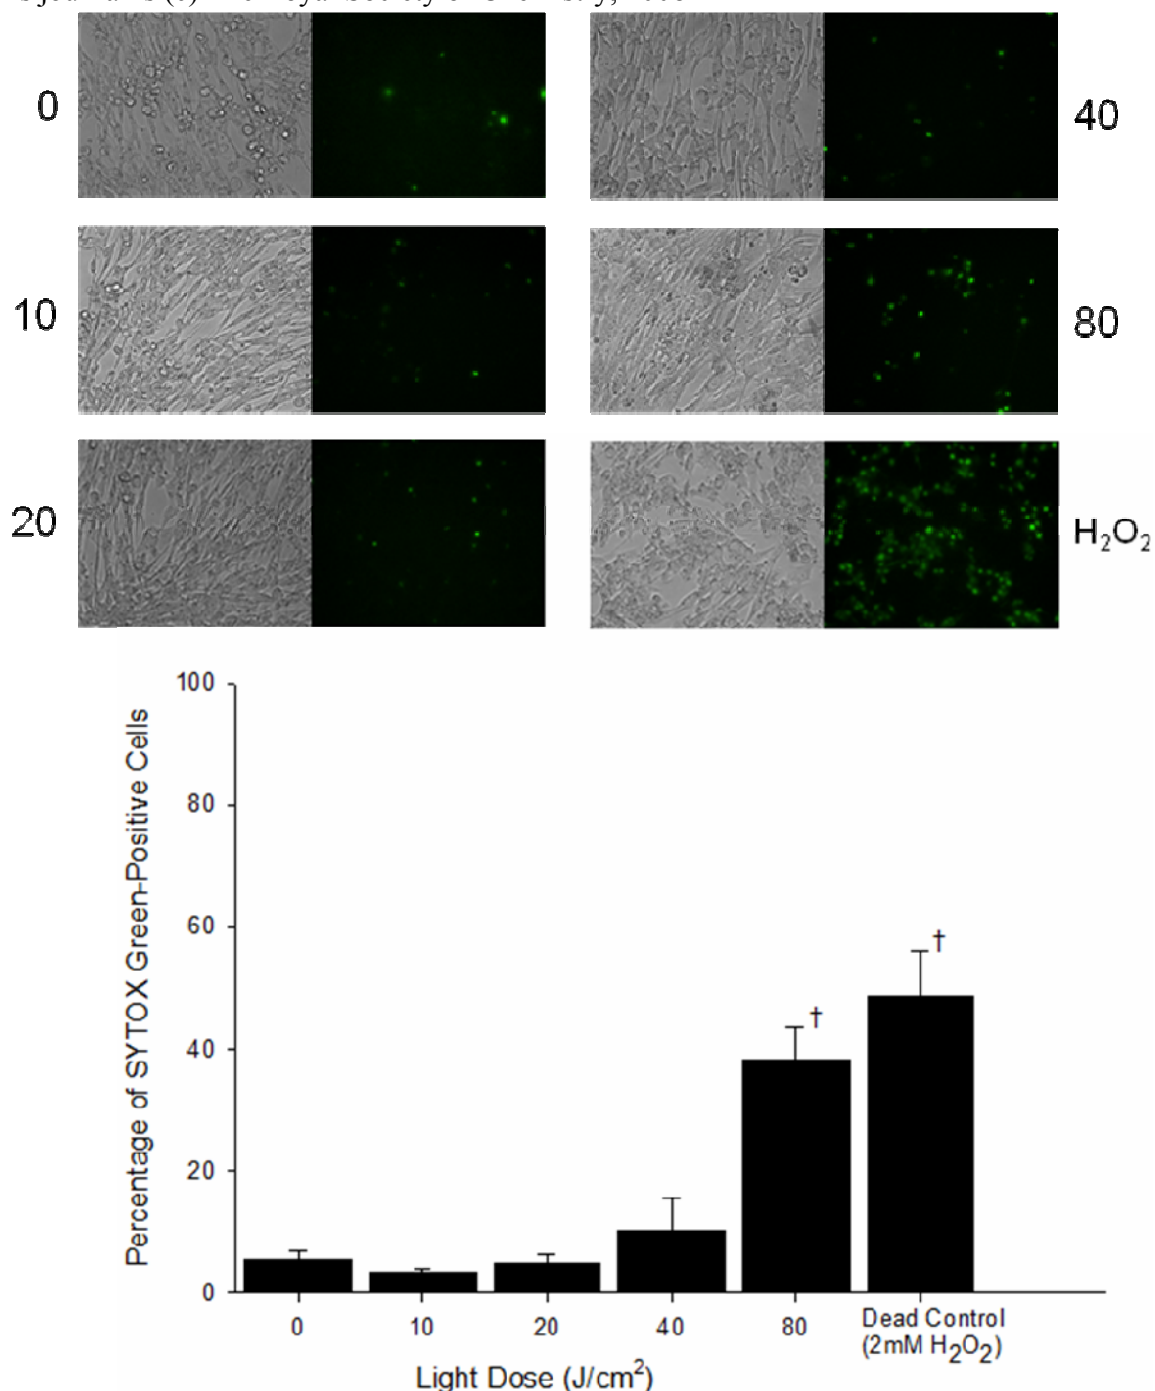 0
40
10
80
20
H₂O₂
100
80
60
40
20
0
Percentage of SYTOX Green-Positive Cells
†
†
0 10 20 40 80 Dead Control
(2mM H₂O₂)
Light Dose (J/cm²)